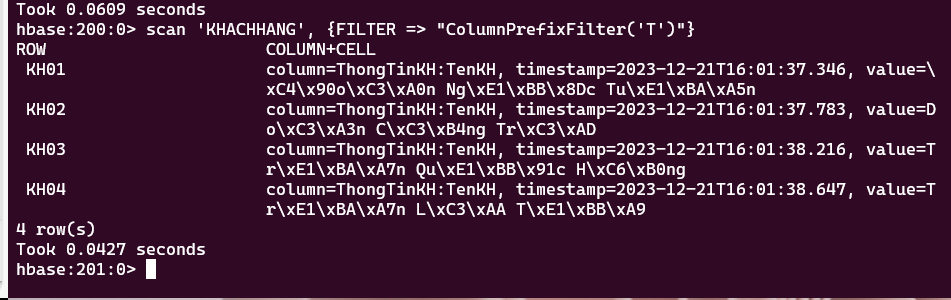 Took 0.0609 seconds
hbase:200:0> scan 'KHACHHANG', {FILTER => "ColumnPrefixFilter('T')"}
ROW COLUMN+CELL
KH01 column=ThongTinKH:TenKH, timestamp=2023-12-21T16:01:37.346, value=\
xC4\x90o\xC3\xA0n Ng\xE1\xBB\x8Dc Tu\xE1\xBA\xA5n
KH02 column=ThongTinKH:TenKH, timestamp=2023-12-21T16:01:37.783, value=D
o\xC3\xA3n C\xC3\xB4ng Tr\xC3\xAD
KH03 column=ThongTinKH:TenKH, timestamp=2023-12-21T16:01:38.216, value=T
r\xE1\xBA\xA7n Qu\xE1\xBB\x91c H\xC6\xB0ng
KH04 column=ThongTinKH:TenKH, timestamp=2023-12-21T16:01:38.647, value=T
r\xE1\xBA\xA7n L\xC3\xAA T\xE1\xBB\xA9
4 row(s)
Took 0.0427 seconds
hbase:201:0>